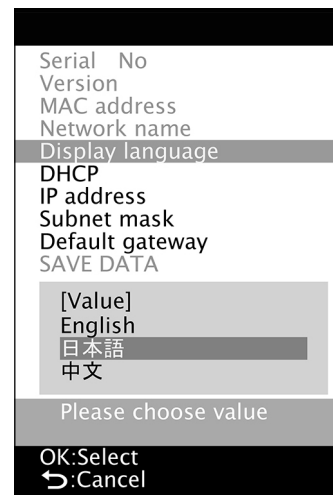 Serial No
Version
MAC address
Network name
Display language
DHCP
IP address
Subnet mask
Default gateway
SAVE DATA
[Value]
English
日本語
中文
Please choose value
OK:Select
⮌:Cancel